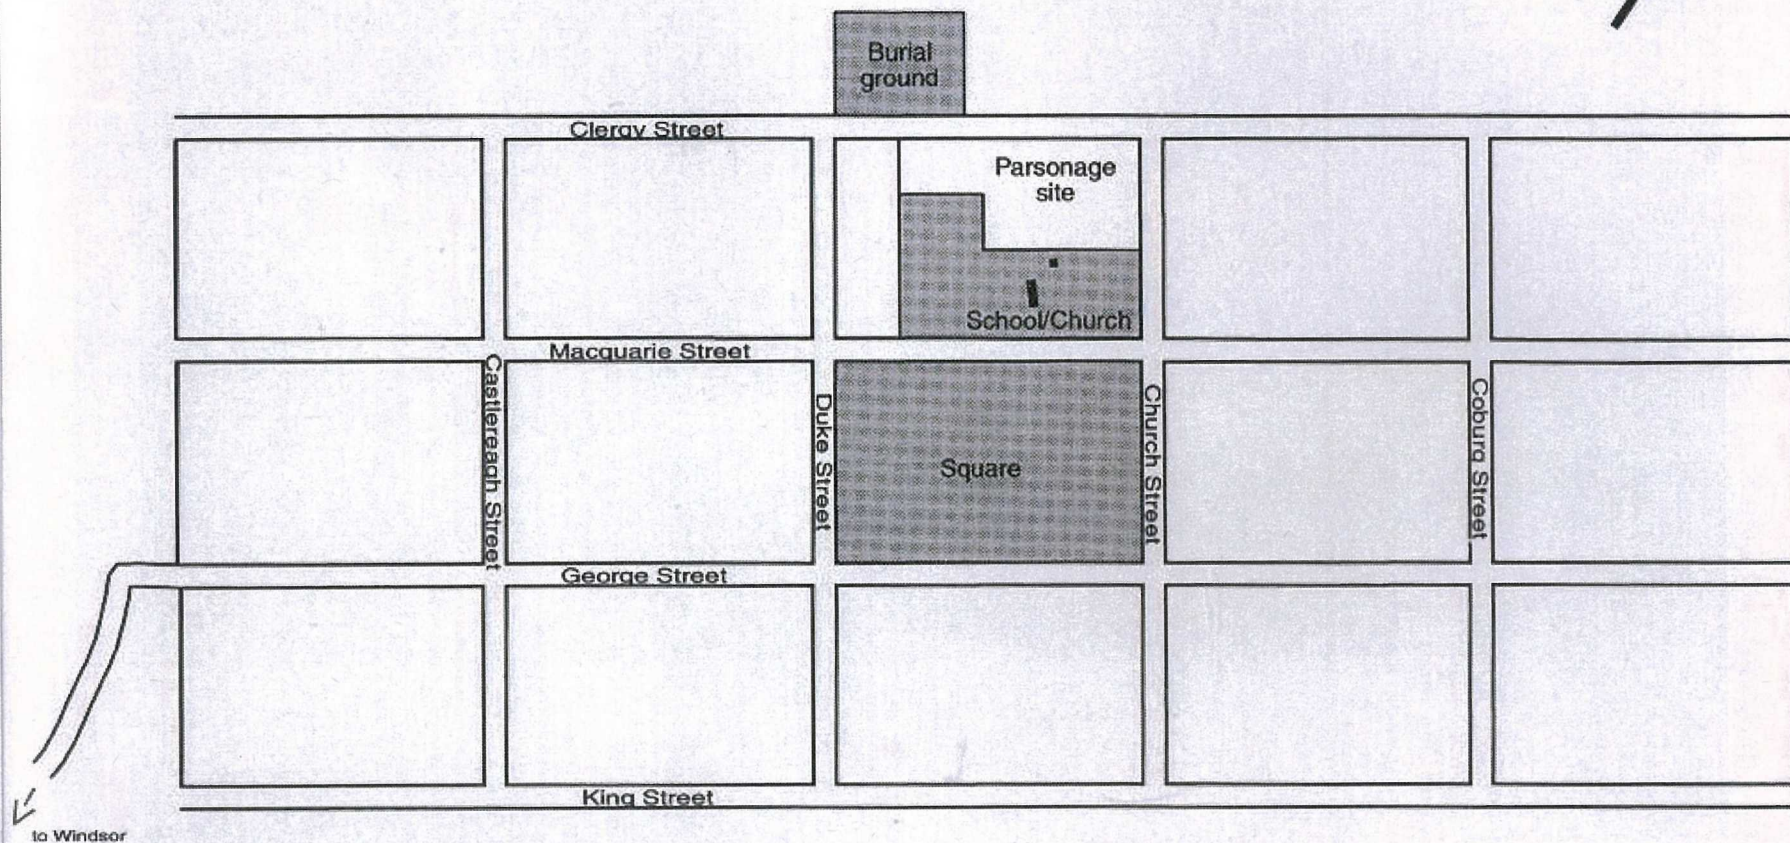 Burial
ground
Clergy Street
Parsonage
site
School/Church
Macquarie Street
Castlereagh Street
Duke Street
Square
Church Street
Coburg Street
George Street
King Street
to Windsor